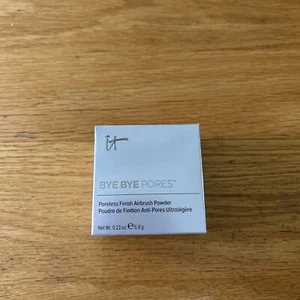 it
BYE BYE PORES™
Poreless Finish Airbrush Powder
Poudre de Finition Anti-Pores Ultralégère
Net Wt. 0.23 oz ℮ 6.8 g